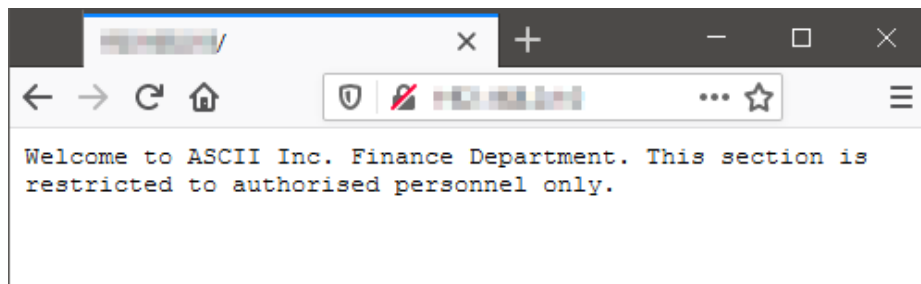 /
Welcome to ASCII Inc. Finance Department. This section is
restricted to authorised personnel only.